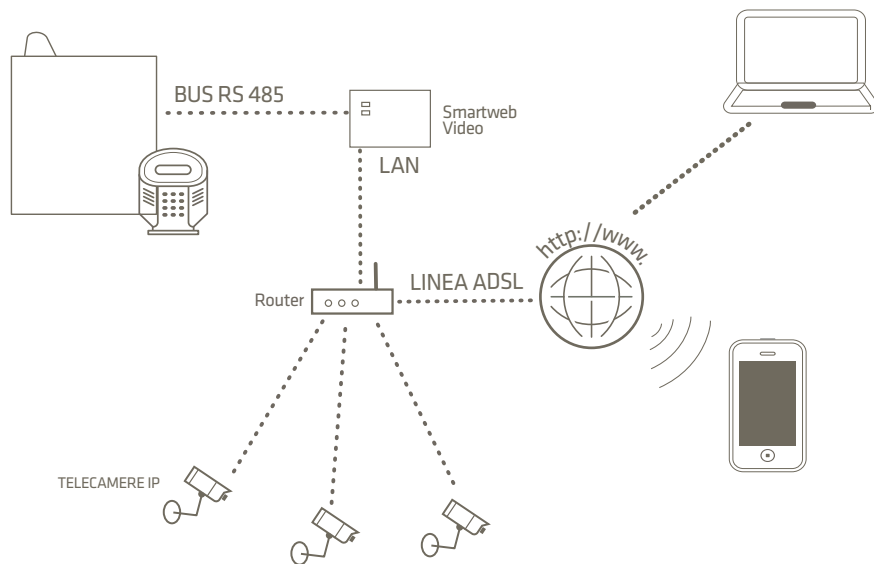 BUS RS 485
Smartweb
Video
LAN
http://www.
LINEA ADSL
Router
TELECAMERE IP